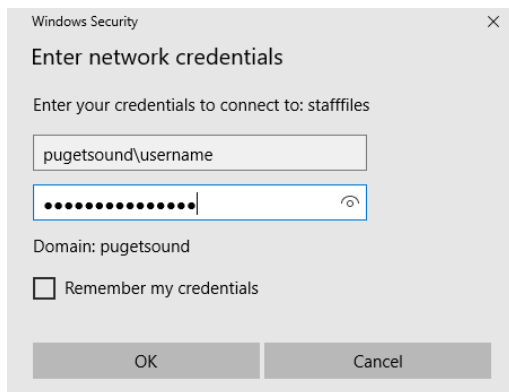 Windows Security
Enter network credentials
Enter your credentials to connect to: stafffiles
pugetsound\username
Domain: pugetsound
Remember my credentials
OK
Cancel